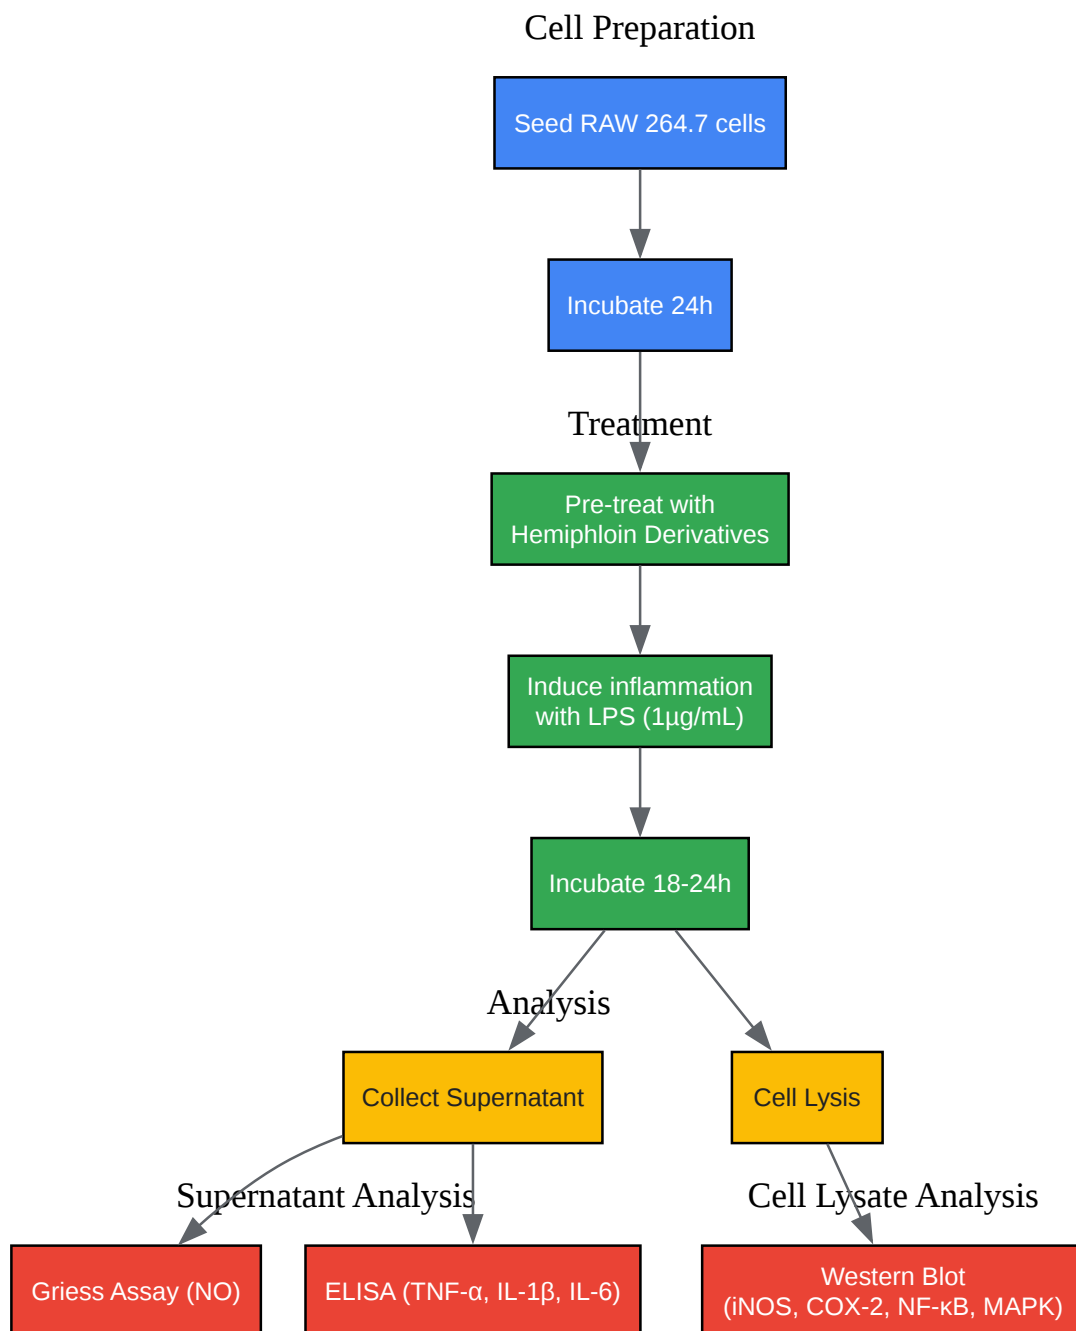 Cell Preparation
Seed RAW 264.7 cells
Incubate 24h
Treatment
Pre-treat with
Hemiphloin Derivatives
Induce inflammation
with LPS (1µg/mL)
Incubate 18-24h
Analysis
Collect Supernatant
Cell Lysis
Supernatant Analysis
Cell Lysate Analysis
Griess Assay (NO)
ELISA (TNF-α, IL-1β, IL-6)
Western Blot
(iNOS, COX-2, NF-κB, MAPK)